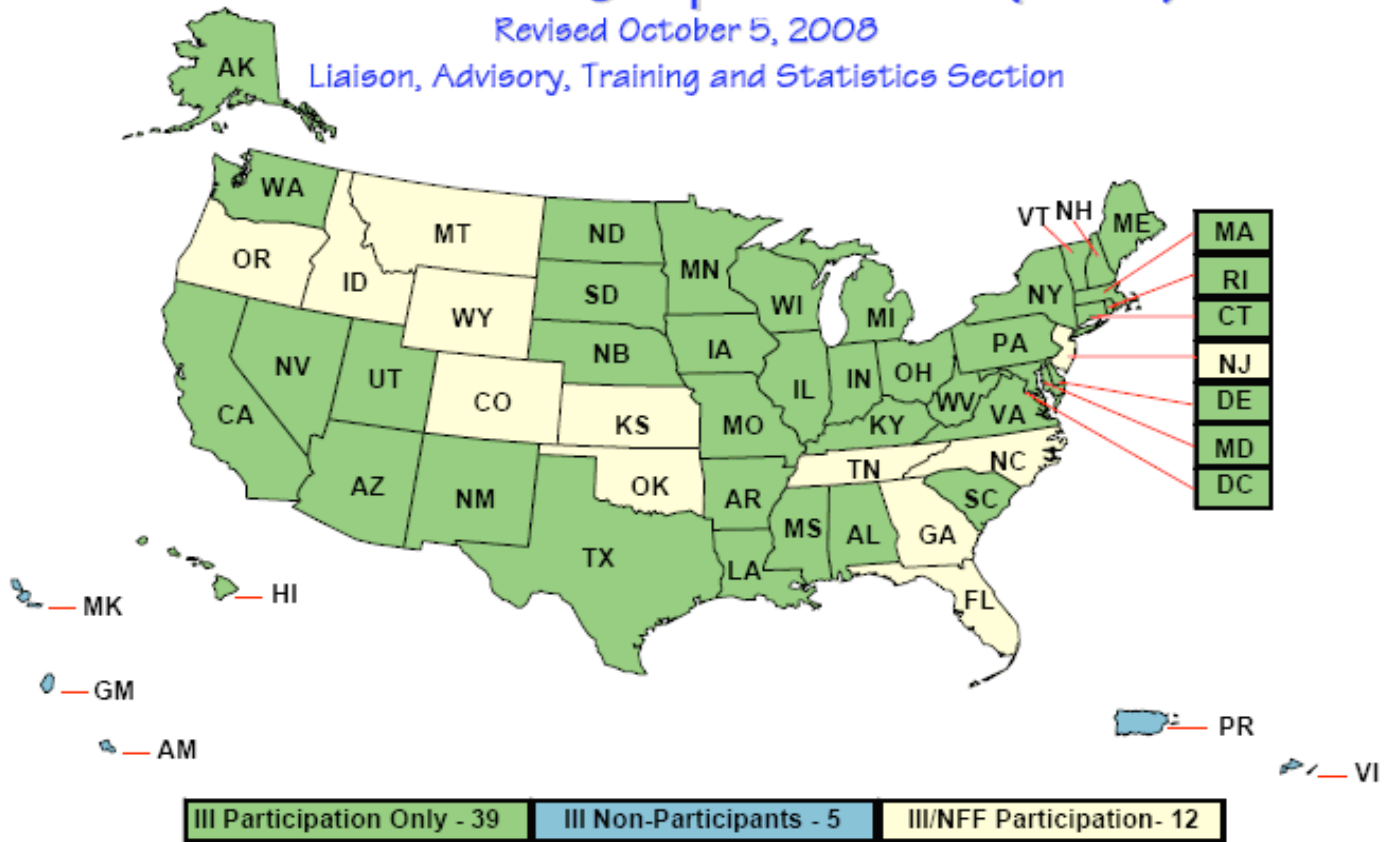 Revised October 5, 2008
Liaison, Advisory, Training and Statistics Section
AK
WA
OR
ID
MT
WY
ND
SD
NB
MN
IA
WI
MI
VT
NH
ME
NY
MA
RI
CT
NJ
DE
MD
DC
NV
UT
CO
KS
CA
AZ
NM
OK
TX
MO
AR
LA
IL
IN
OH
PA
WV
VA
KY
TN
NC
SC
MS
AL
GA
FL
HI
MK
GM
AM
PR
VI
III Participation Only - 39
III Non-Participants - 5
III/NFF Participation- 12